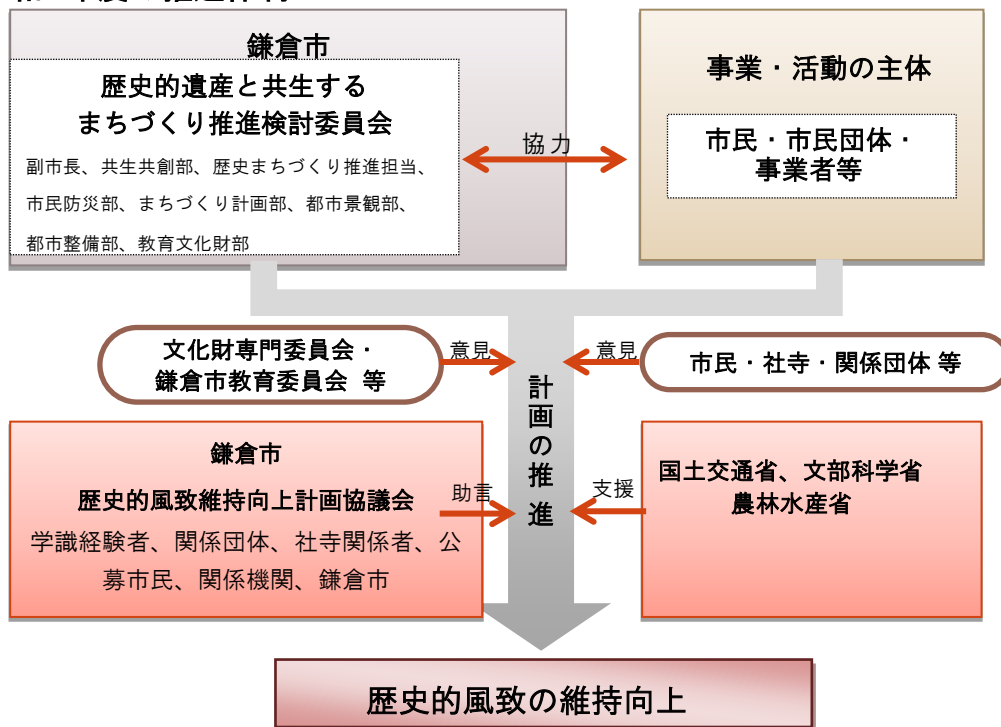 鎌倉市
歴史的遺産と共生する
まちづくり推進検討委員会
副市長、共生共創部、歴史まちづくり推進担当、
市民防災部、まちづくり計画部、都市景観部、
都市整備部、教育文化財部
協力
事業・活動の主体
市民・市民団体・
事業者等
文化財専門委員会・
鎌倉市教育委員会 等
意見
意見
市民・社寺・関係団体 等
計画の推進
鎌倉市
歴史的風致維持向上計画協議会
学識経験者、関係団体、社寺関係者、公
募市民、関係機関、鎌倉市
助言
支援
国土交通省、文部科学省
農林水産省
歴史的風致の維持向上